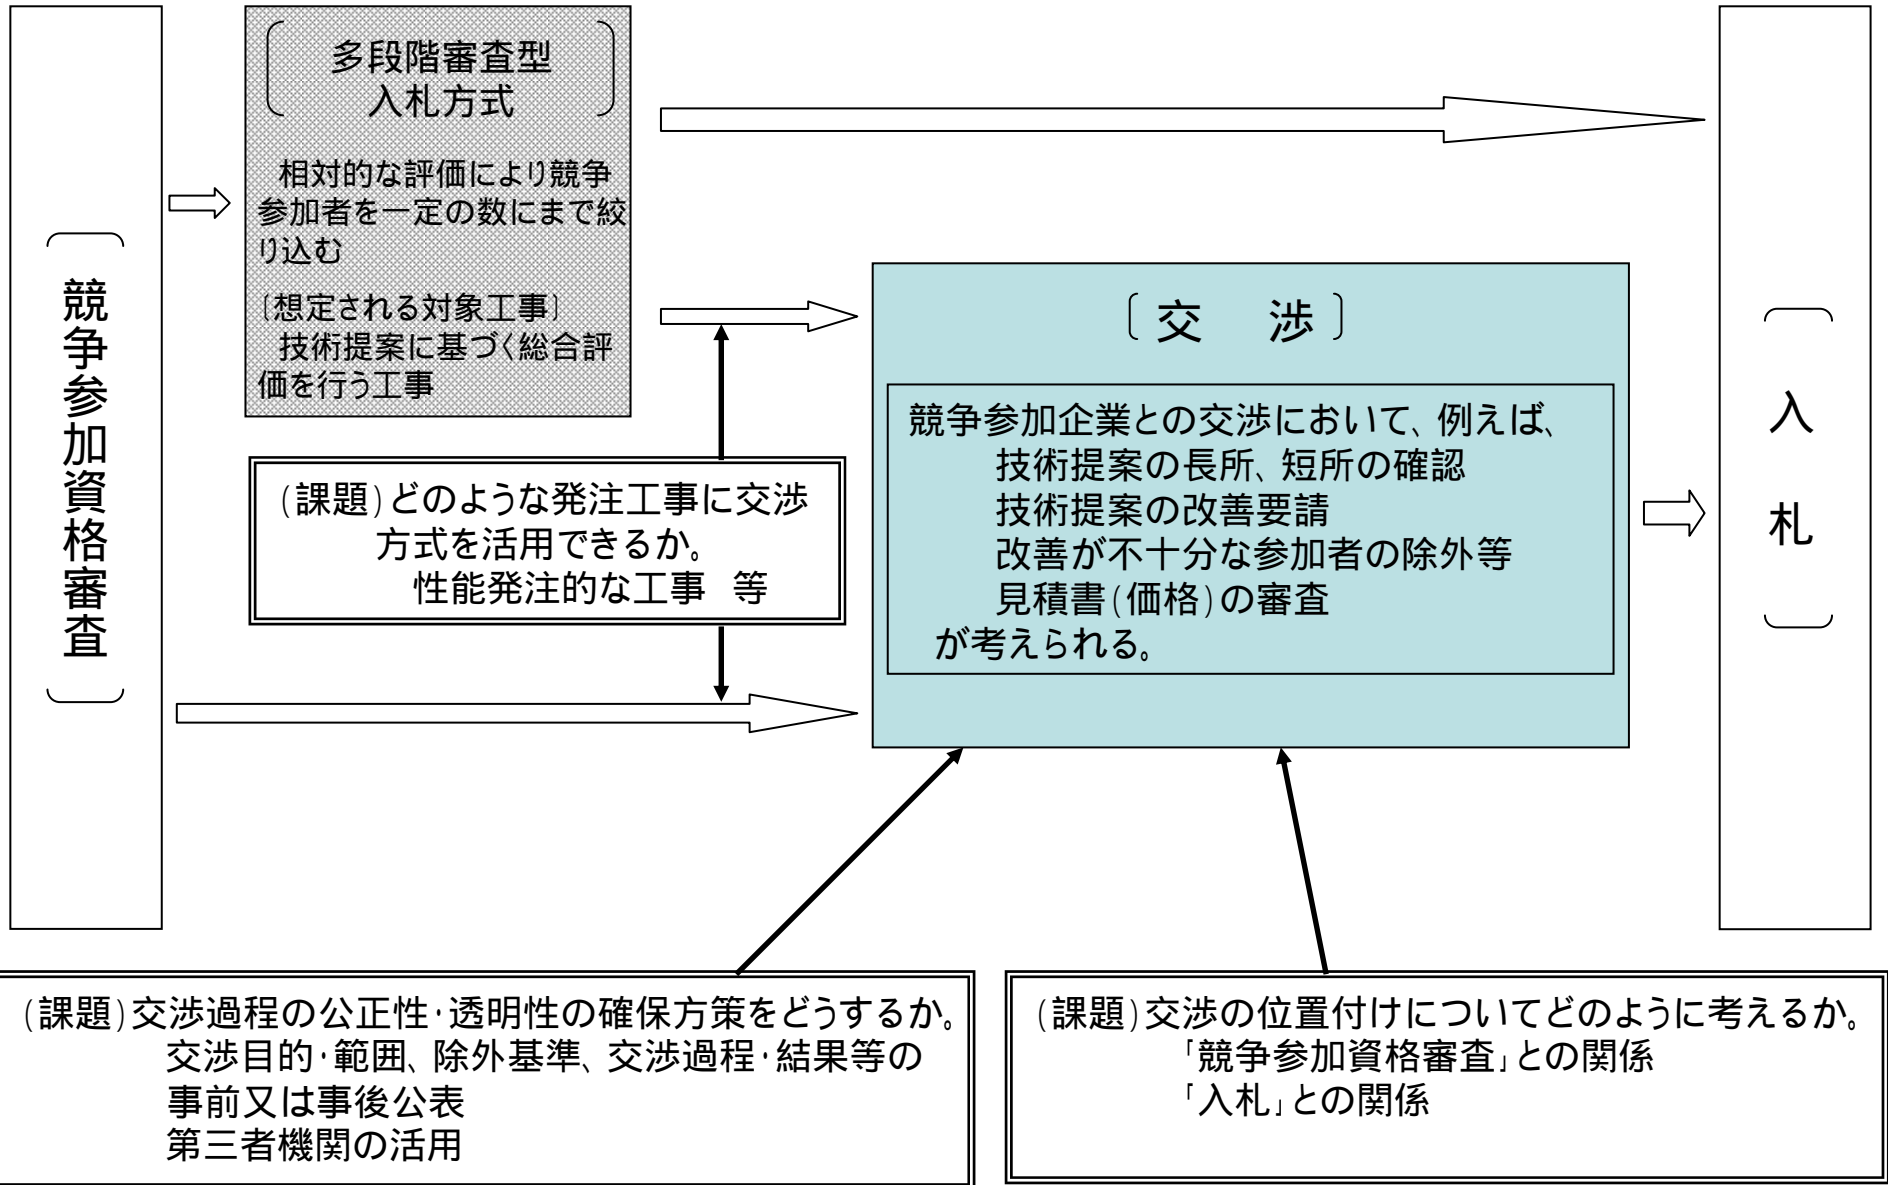 競争参加資格審査
〔多段階審査型
入札方式〕
相対的な評価により競争
参加者を一定の数にまで絞
り込む
〔想定される対象工事〕
技術提案に基づく総合評
価を行う工事
(課題)どのような発注工事に交渉
方式を活用できるか。
性能発注的な工事 等
〔交 渉〕
競争参加企業との交渉において、例えば、
技術提案の長所、短所の確認
技術提案の改善要請
改善が不十分な参加者の除外等
見積書(価格)の審査
が考えられる。
入 札
(課題)交渉過程の公正性・透明性の確保方策をどうするか。
交渉目的・範囲、除外基準、交渉過程・結果等の
事前又は事後公表
第三者機関の活用
(課題)交渉の位置付けについてどのように考えるか。
「競争参加資格審査」との関係
「入札」との関係